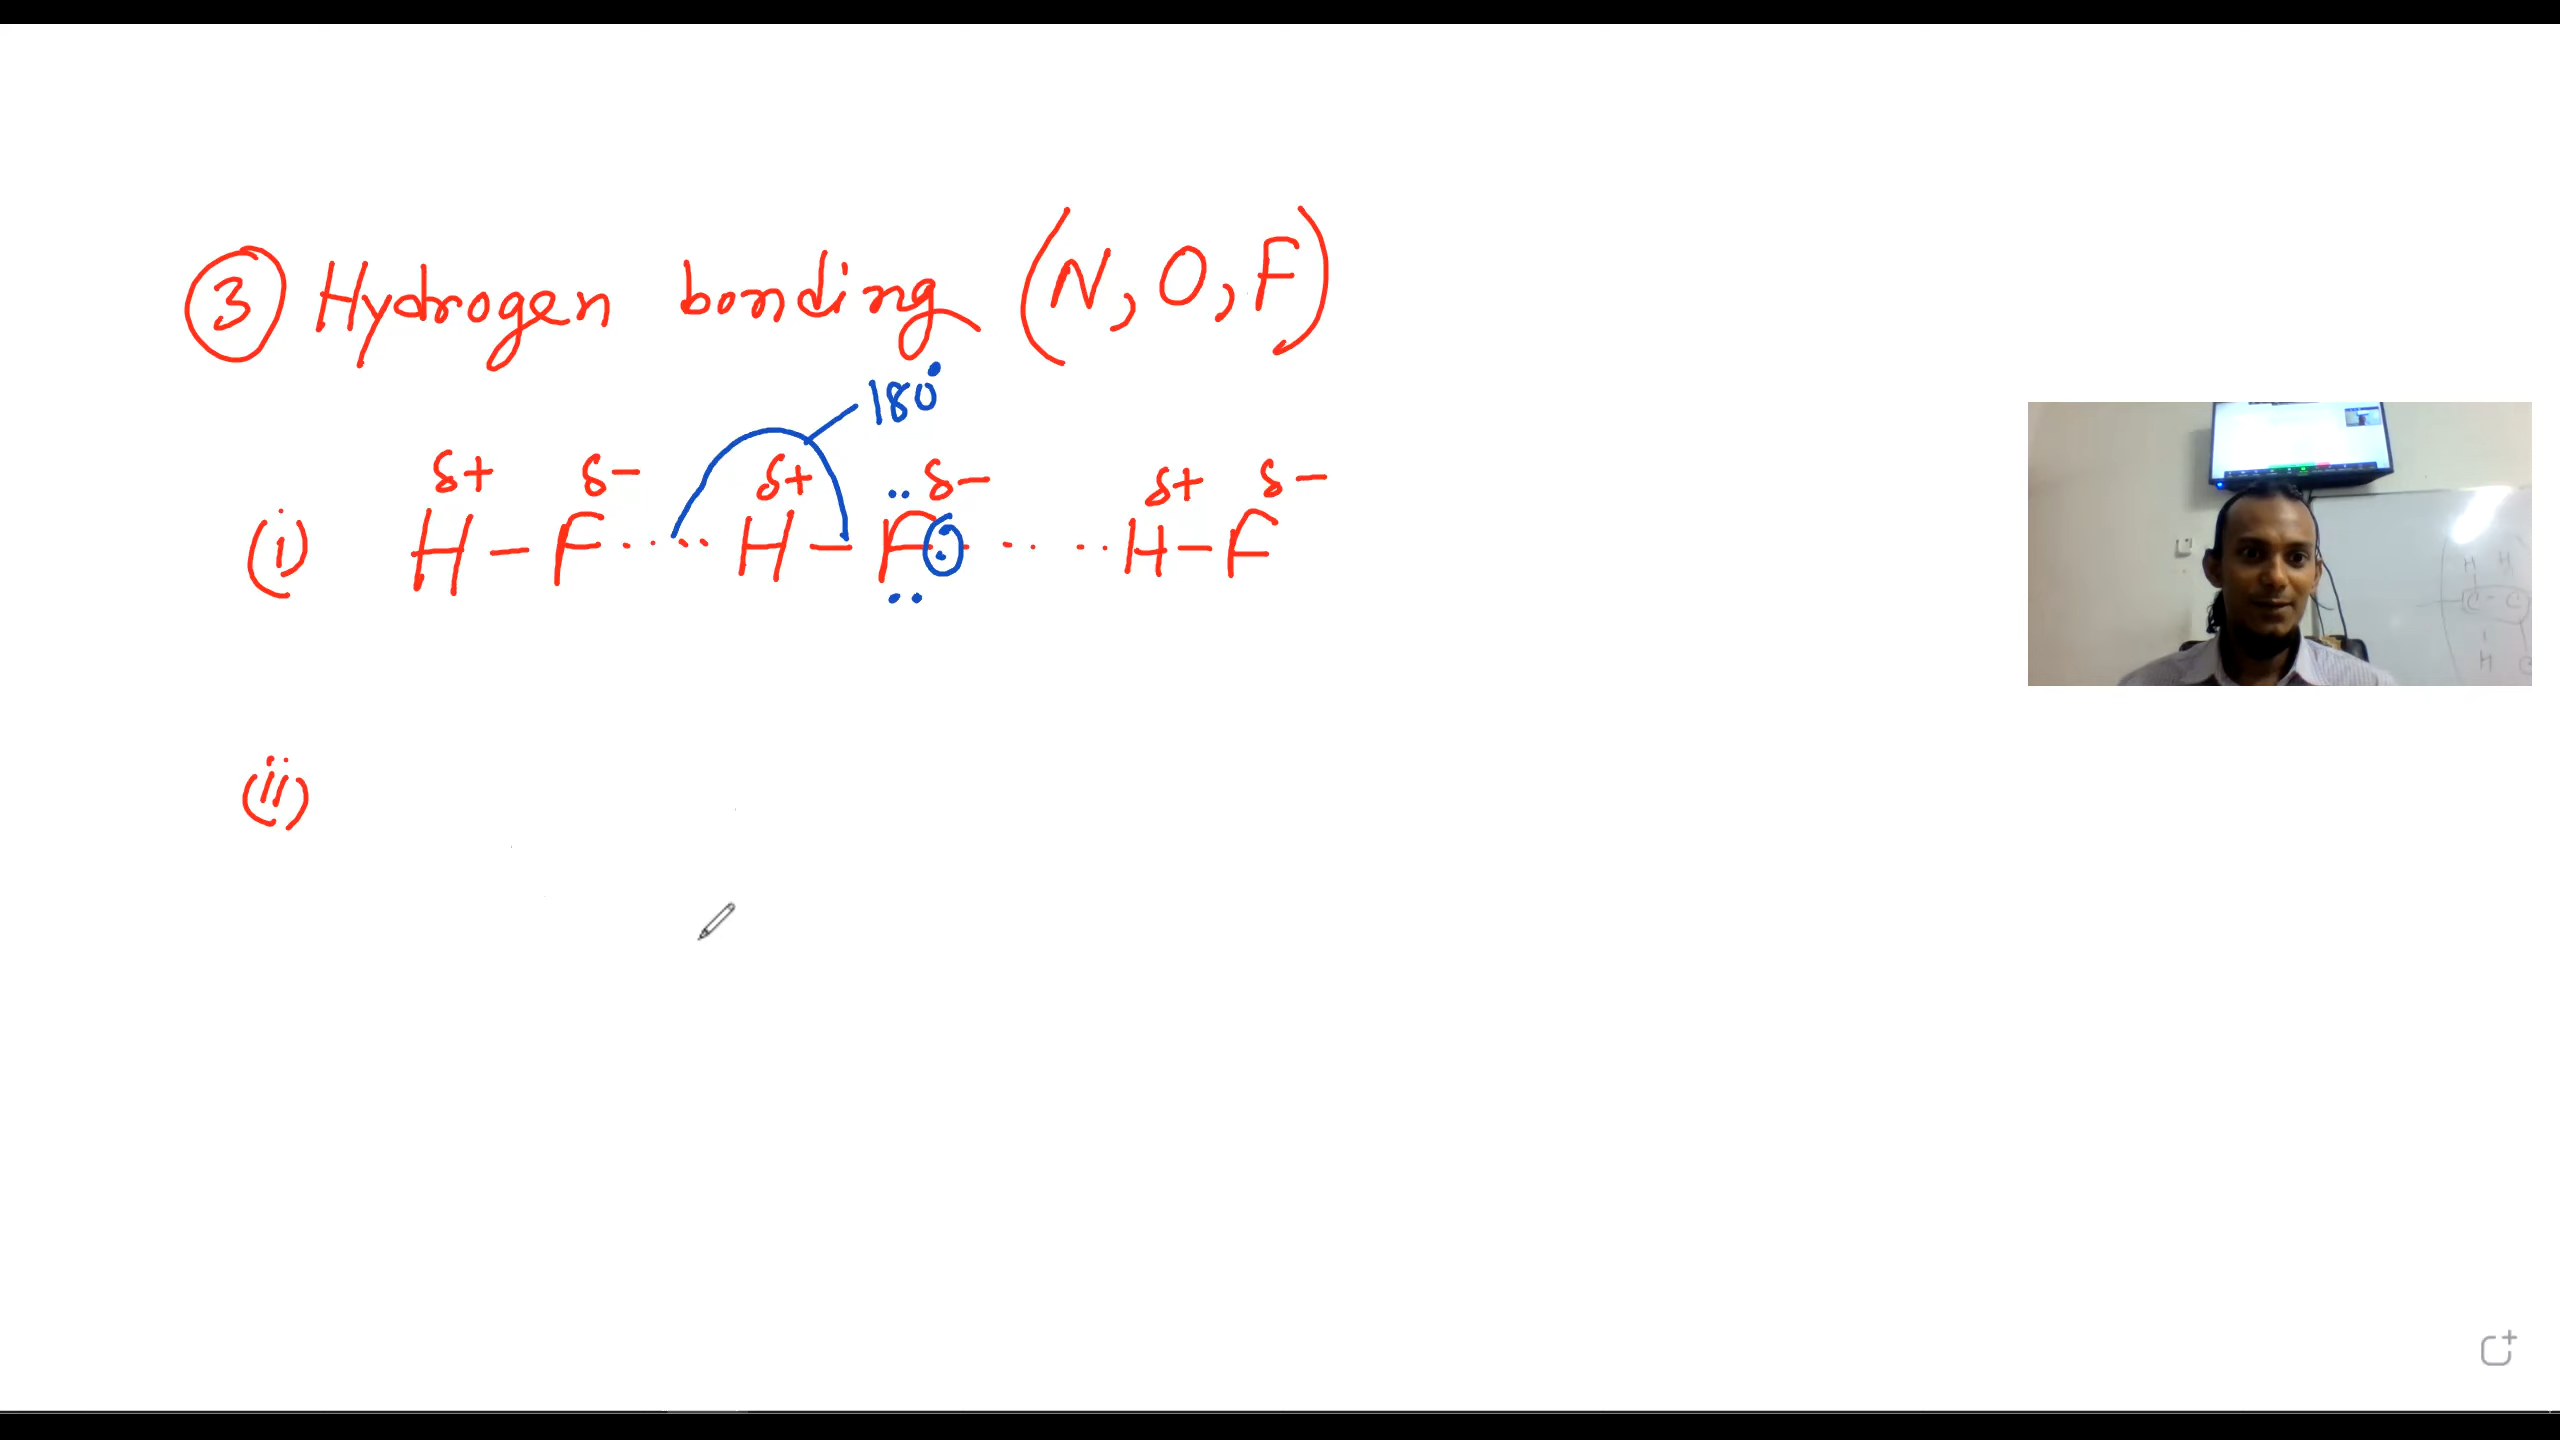 ③ Hydrogen bonding (N, O, F)
180°
δ+ δ− δ+ δ− δ+ δ−
(i) H – F ····· H – F ····· H – F
(ii)
H H
C - C
H